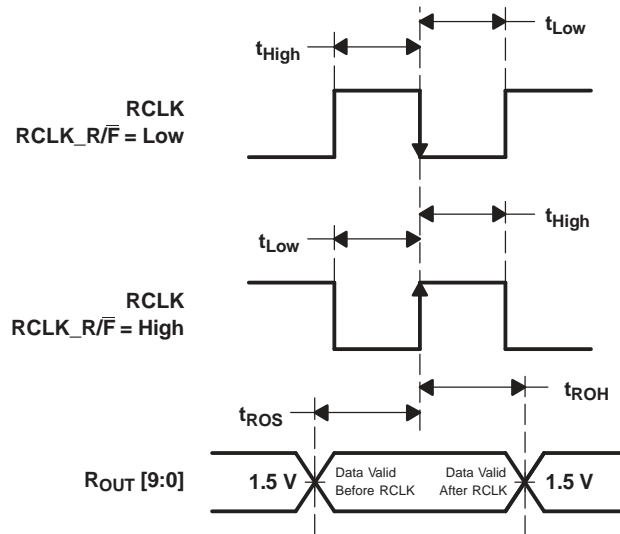 tLow
tHigh
RCLK
RCLK_R/F̅ = Low
tHigh
tLow
RCLK
RCLK_R/F̅ = High
tROH
tROS
ROUT [9:0]
1.5 V
Data Valid
Before RCLK
Data Valid
After RCLK
1.5 V